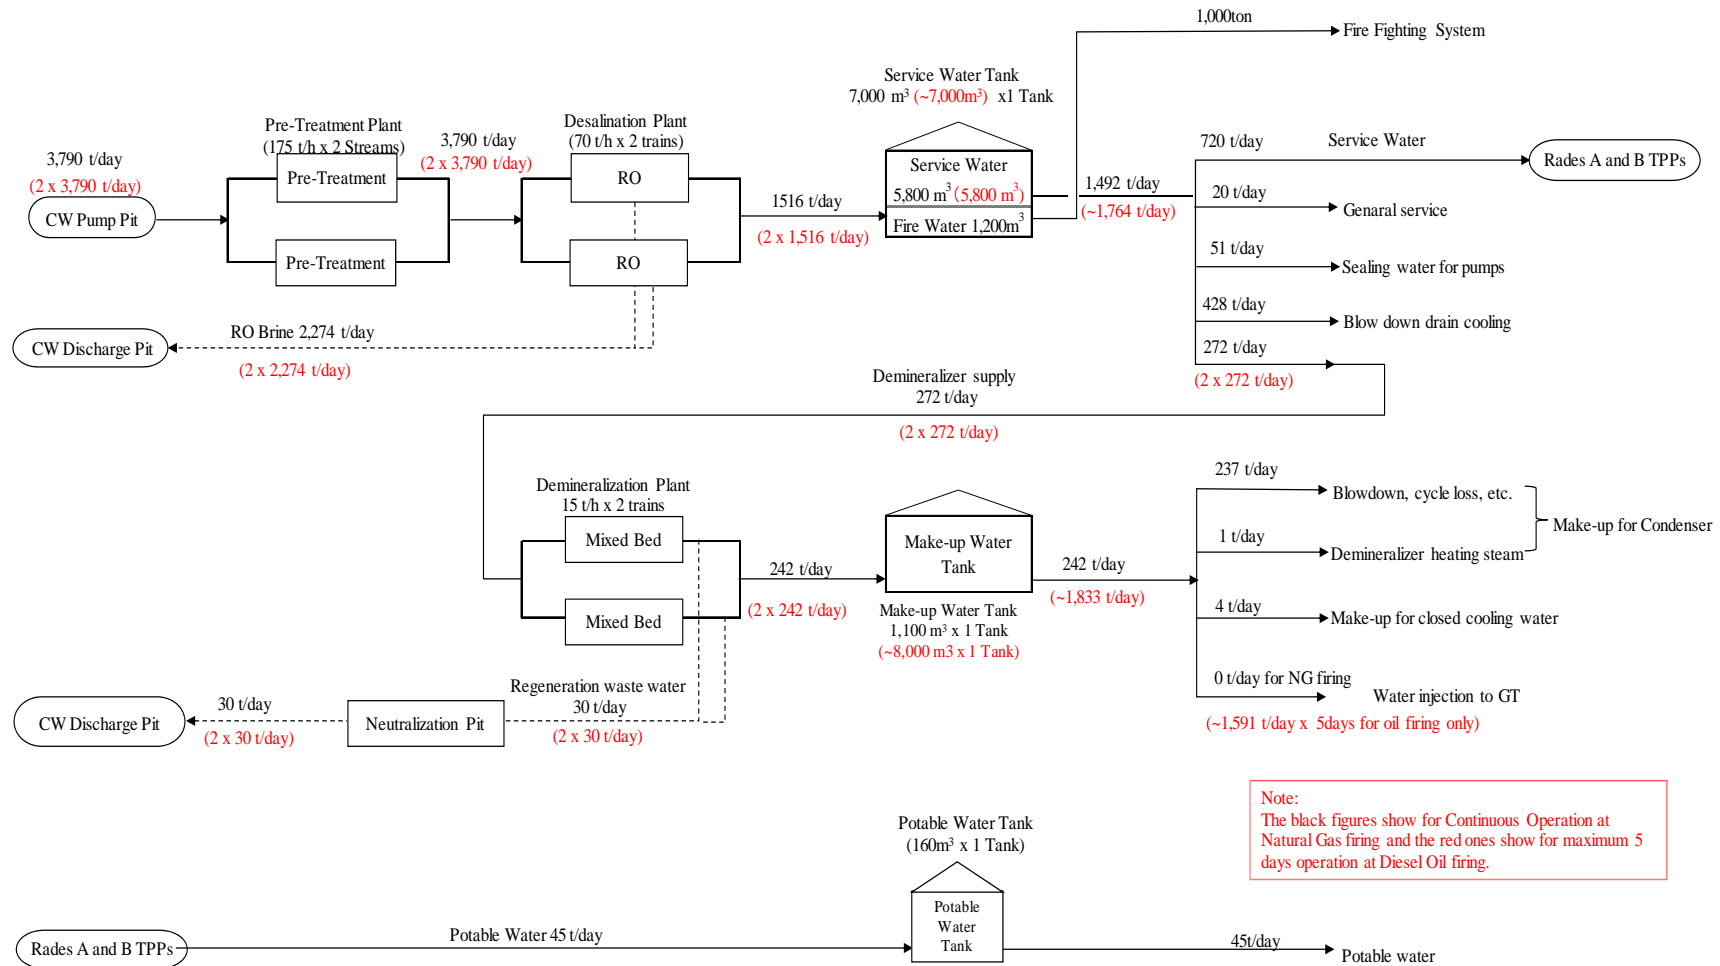 1,000ton
Fire Fighting System
Service Water Tank
7,000 m³ (~7,000m³) x1 Tank
Pre-Treatment Plant
(175 t/h x 2 Streams)
Desalination Plant
(70 t/h x 2 trains)
3,790 t/day
(2 x 3,790 t/day)
CW Pump Pit
Pre-Treatment
Pre-Treatment
3,790 t/day
(2 x 3,790 t/day)
RO
RO
1516 t/day
(2 x 1,516 t/day)
Service Water
5,800 m³ (5,800 m³)
Fire Water 1,200m³
1,492 t/day
(~1,764 t/day)
720 t/day
Service Water
Rades A and B TPPs
20 t/day
Genaral service
51 t/day
Sealing water for pumps
428 t/day
Blow down drain cooling
272 t/day
(2 x 272 t/day)
CW Discharge Pit
RO Brine 2,274 t/day
(2 x 2,274 t/day)
Demineralizer supply
272 t/day
(2 x 272 t/day)
Demineralization Plant
15 t/h x 2 trains
Mixed Bed
Mixed Bed
242 t/day
(2 x 242 t/day)
Make-up Water
Tank
Make-up Water Tank
1,100 m³ x 1 Tank
(~8,000 m3 x 1 Tank)
242 t/day
(~1,833 t/day)
237 t/day
Blowdown, cycle loss, etc.
Make-up for Condenser
1 t/day
Demineralizer heating steam
4 t/day
Make-up for closed cooling water
0 t/day for NG firing
Water injection to GT
(~1,591 t/day x 5days for oil firing only)
CW Discharge Pit
30 t/day
(2 x 30 t/day)
Neutralization Pit
Regeneration waste water
30 t/day
(2 x 30 t/day)
Note:
The black figures show for Continuous Operation at
Natural Gas firing and the red ones show for maximum 5
days operation at Diesel Oil firing.
Potable Water Tank
(160m³ x 1 Tank)
Rades A and B TPPs
Potable Water 45 t/day
Potable
Water
Tank
45t/day
Potable water